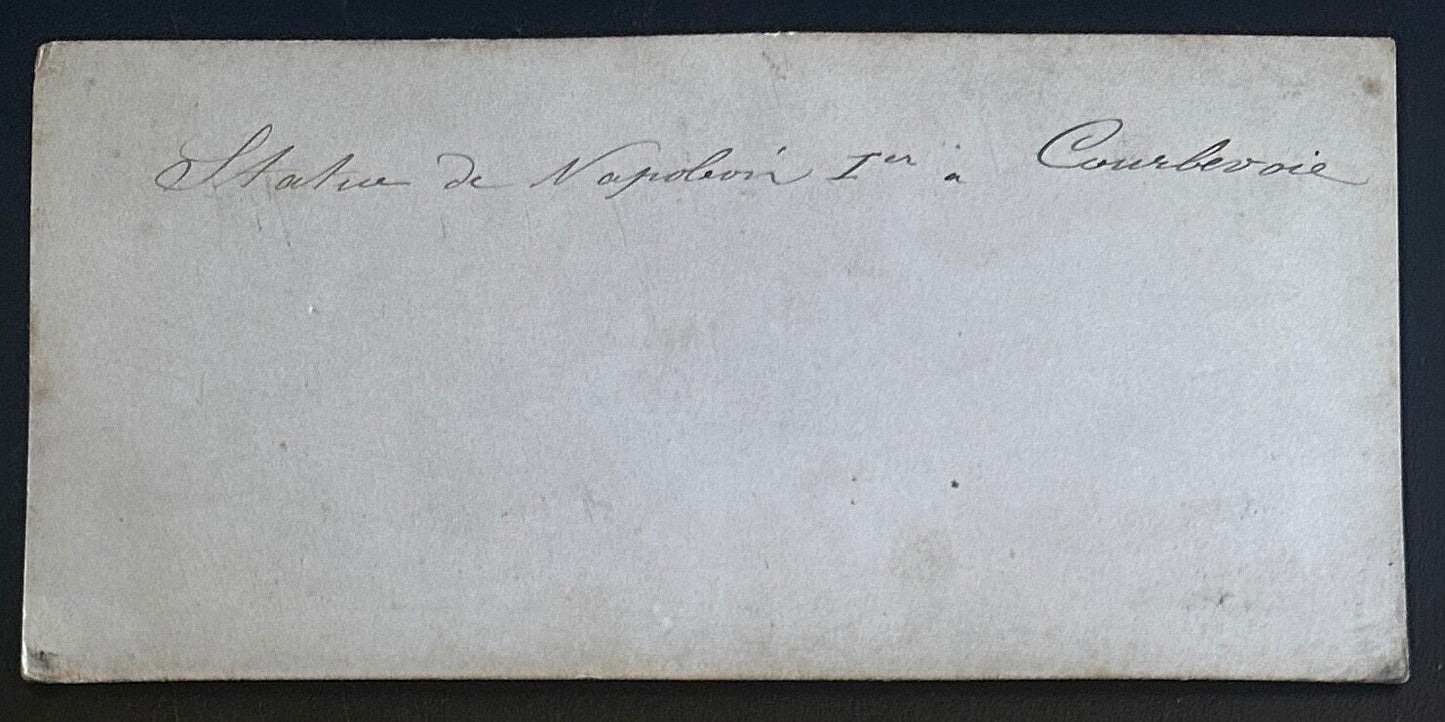 Statue de Napoléon Ier à Courbevoie